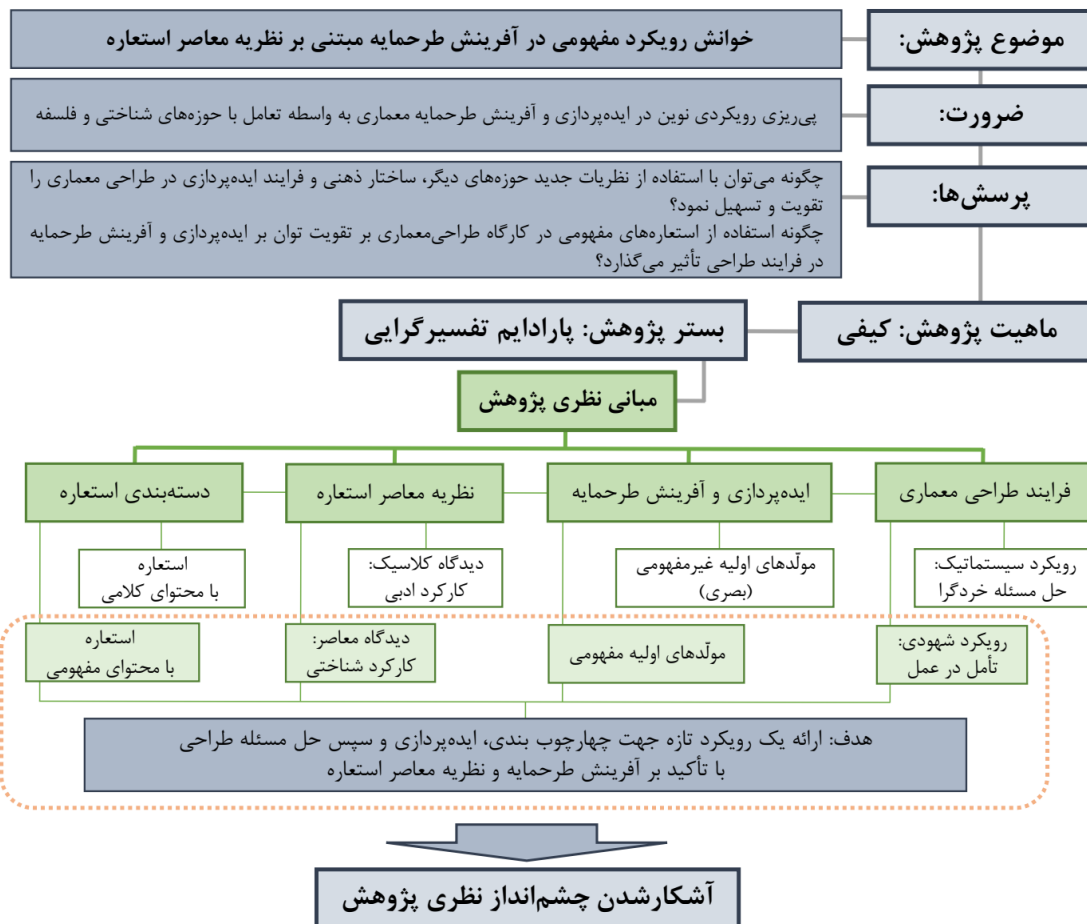 موضوع پژوهش:
خوانش رویکرد مفهومی در آفرینش طرحمایه مبتنی بر نظریه معاصر استعاره
ضرورت:
پی‌ریزی رویکردی نوین در ایده‌پردازی و آفرینش طرحمایه معماری به واسطه تعامل با حوزه‌های شناختی و فلسفه
پرسش‌ها:
چگونه می‌توان با استفاده از نظریات جدید حوزه‌های دیگر، ساختار ذهنی و فرایند ایده‌پردازی در طراحی معماری را
تقویت و تسهیل نمود؟
چگونه استفاده از استعاره‌های مفهومی در کارگاه طراحی‌معماری بر تقویت توان بر ایده‌پردازی و آفرینش طرحمایه
در فرایند طراحی تأثیر می‌گذارد؟
ماهیت پژوهش: کیفی
بستر پژوهش: پارادایم تفسیرگرایی
مبانی نظری پژوهش
فرایند طراحی معماری
ایده‌پردازی و آفرینش طرحمایه
نظریه معاصر استعاره
دسته‌بندی استعاره
رویکرد سیستماتیک:
حل مسئله خردگرا
مولّدهای اولیه غیرمفهومی
(بصری)
دیدگاه کلاسیک:
کارکرد ادبی
استعاره
با محتوای کلامی
رویکرد شهودی:
تأمل در عمل
مولّدهای اولیه مفهومی
دیدگاه معاصر:
کارکرد شناختی
استعاره
با محتوای مفهومی
هدف: ارائه یک رویکرد تازه جهت چهارچوب بندی، ایده‌پردازی و سپس حل مسئله طراحی
با تأکید بر آفرینش طرحمایه و نظریه معاصر استعاره
آشکارشدن چشم‌انداز نظری پژوهش